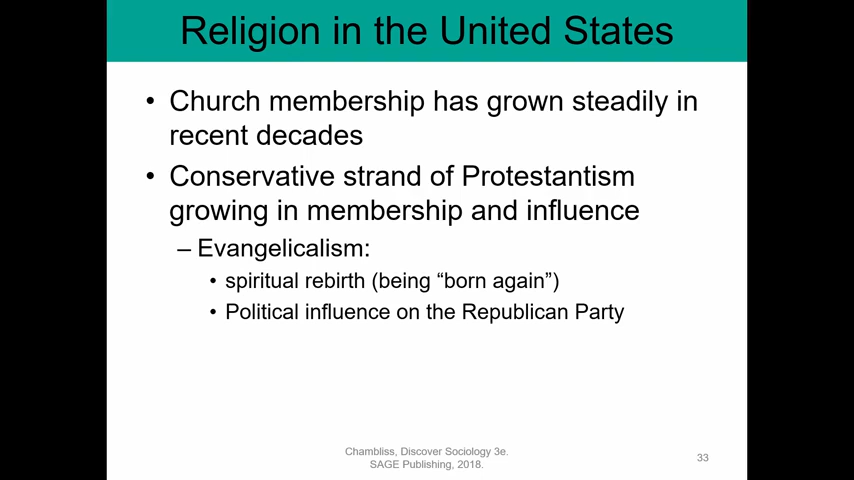 Religion in the United States
• Church membership has grown steadily in
recent decades
• Conservative strand of Protestantism
growing in membership and influence
– Evangelicalism:
• spiritual rebirth (being “born again”)
• Political influence on the Republican Party
Chambliss, Discover Sociology 3e.
SAGE Publishing, 2018.
33